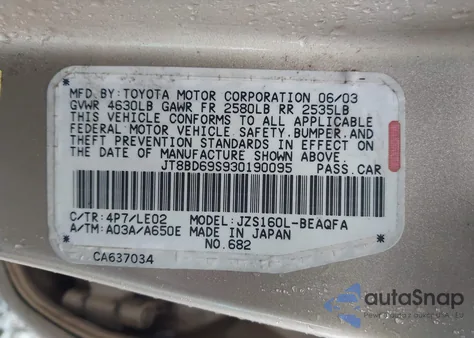 MFD. BY: TOYOTA MOTOR CORPORATION 06/03
GVWR 4630LB GAWR FR 2580LB RR 2535LB
THIS VEHICLE CONFORMS TO ALL APPLICABLE
FEDERAL MOTOR VEHICLE SAFETY, BUMPER, AND
THEFT PREVENTION STANDARDS IN EFFECT ON
THE DATE OF MANUFACTURE SHOWN ABOVE.
JT8BD69S930190095 PASS. CAR
C/TR: 4P7/LE02 MODEL: JZS160L-BEAQFA
A/TM: A03A/A650E MADE IN JAPAN
NO. 682
CA637034
autoSnap